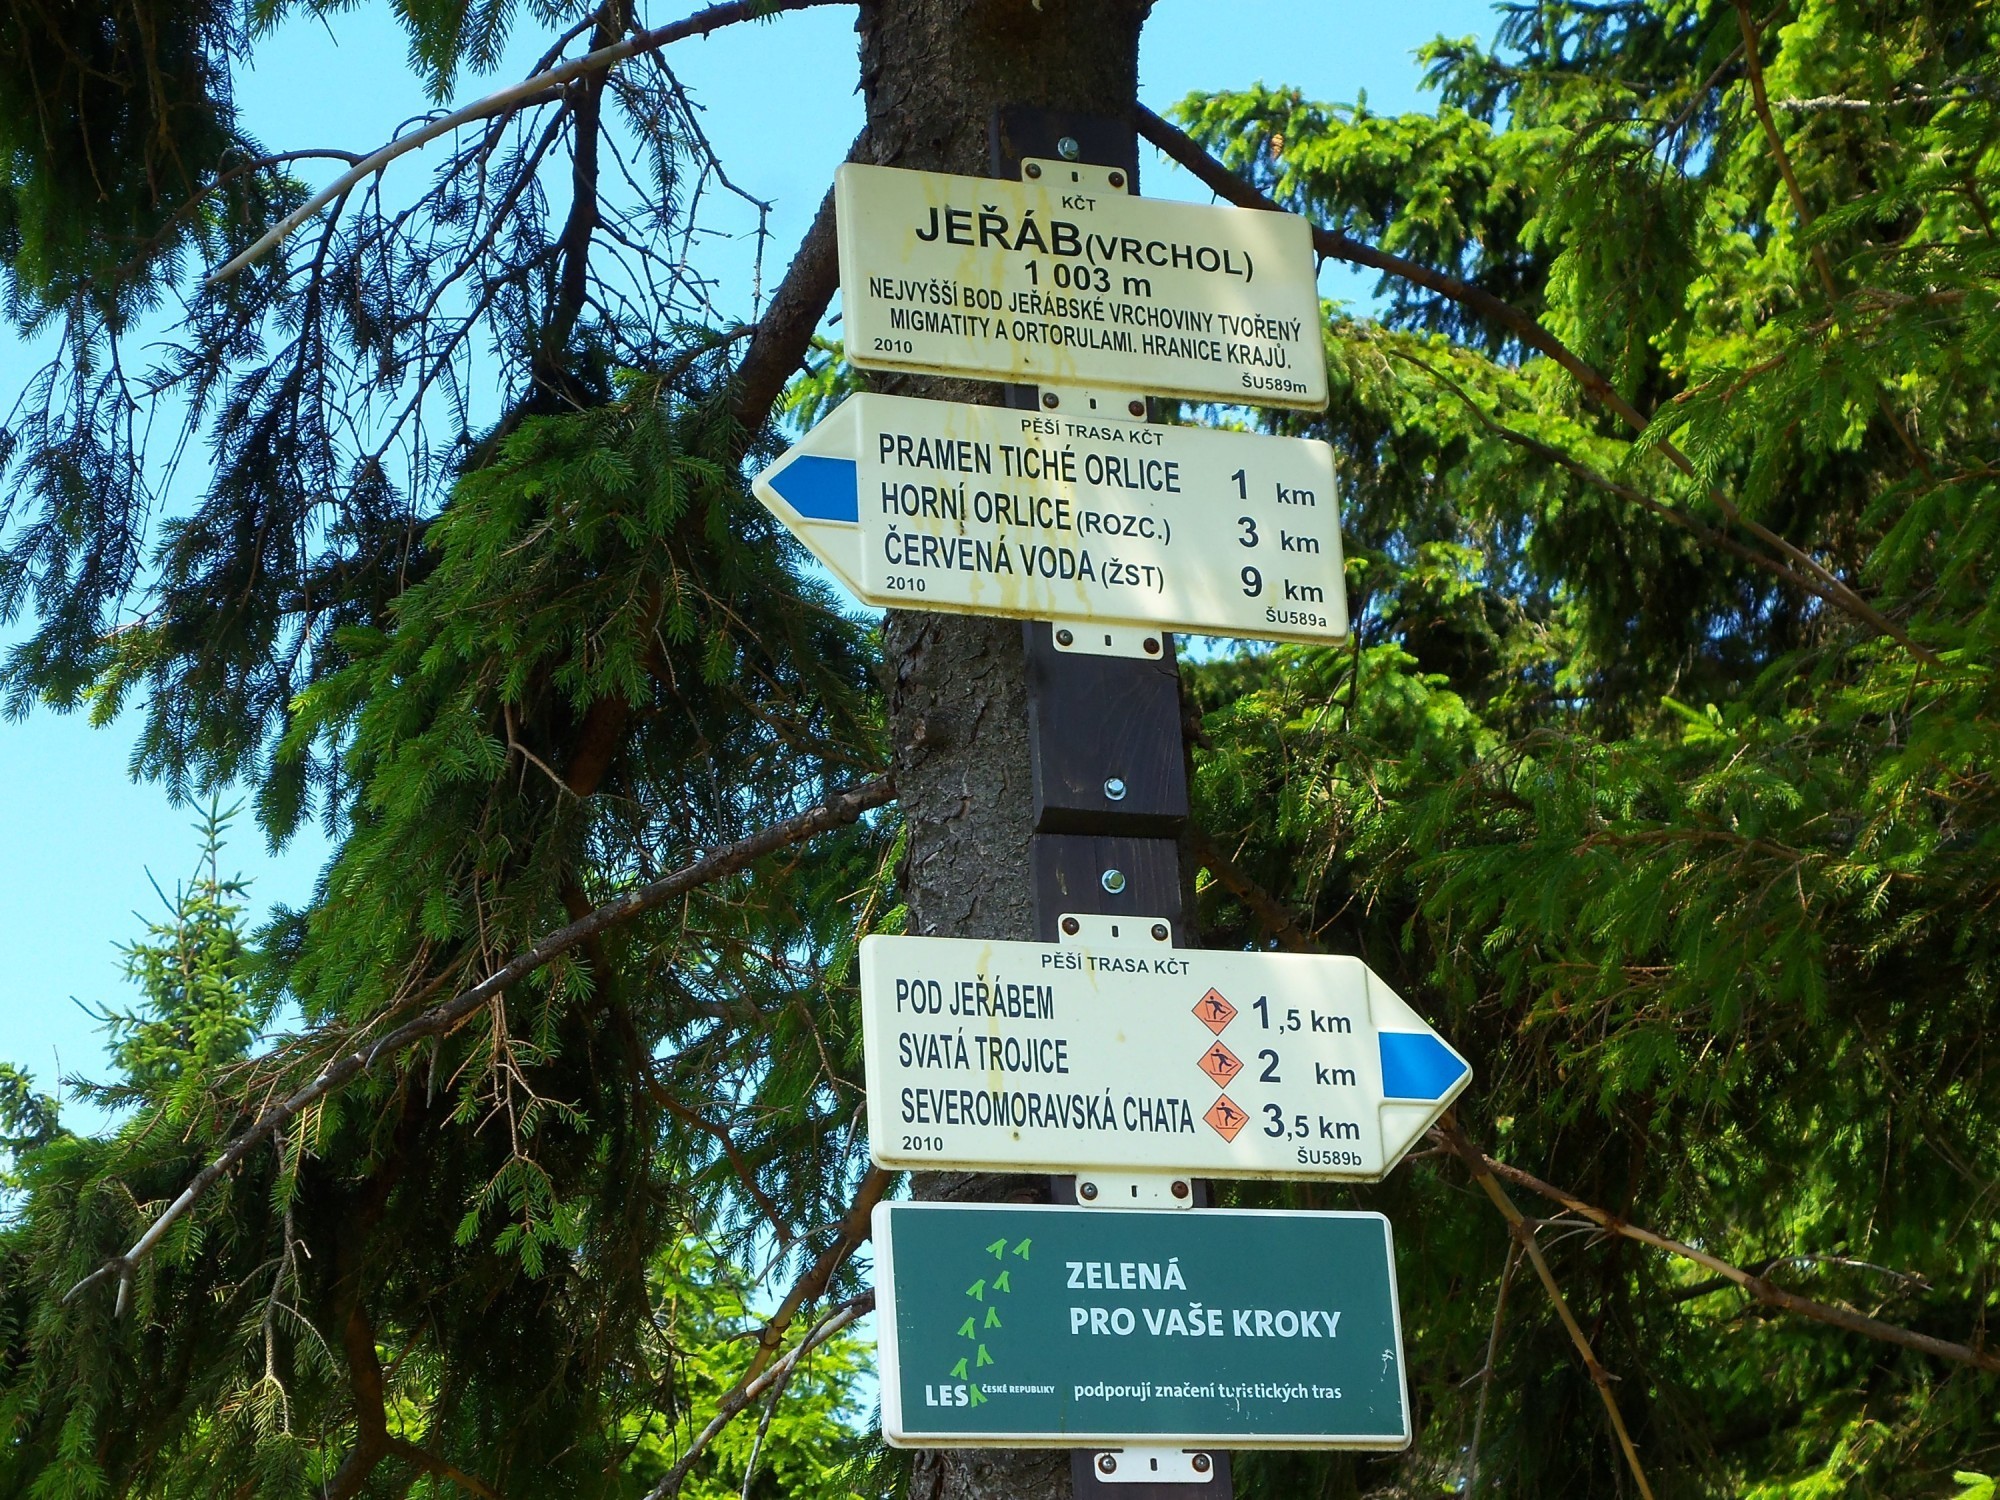 KČT
JEŘÁB (VRCHOL)
1 003 m
NEJVYŠŠÍ BOD JEŘÁBSKÉ VRCHOVINY TVOŘENÝ
MIGMATITY A ORTORULAMI. HRANICE KRAJŮ.
2010 ŠU589m
PĚŠÍ TRASA KČT
PRAMEN TICHÉ ORLICE 1 km
HORNÍ ORLICE (ROZC.) 3 km
ČERVENÁ VODA (ŽST) 9 km
2010 ŠU589a
PĚŠÍ TRASA KČT
POD JEŘÁBEM 1,5 km
SVATÁ TROJICE 2 km
SEVEROMORAVSKÁ CHATA 3,5 km
2010 ŠU589b
ZELENÁ
PRO VAŠE KROKY
LESY ČESKÉ REPUBLIKY podporují značení turistických tras